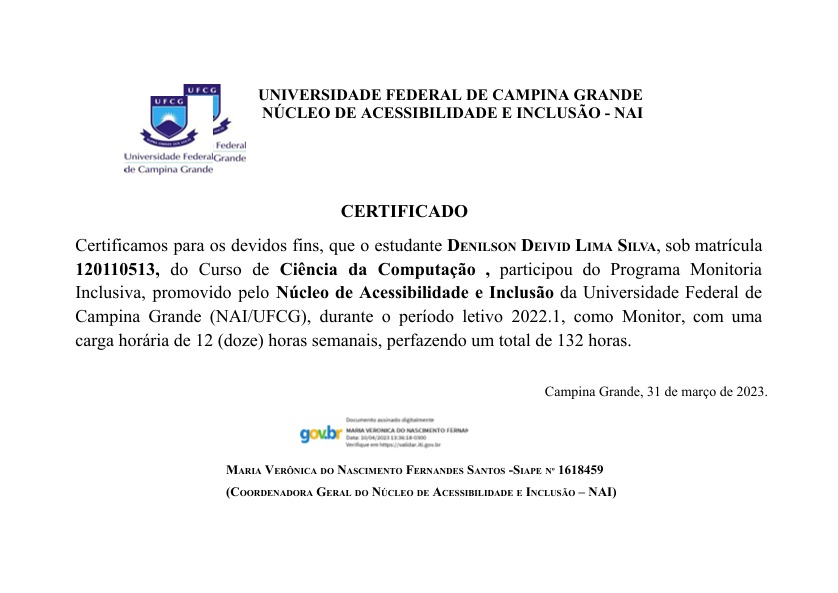 UFCG
UFCG
Federal
Universidade Federal Grande
de Campina Grande
UNIVERSIDADE FEDERAL DE CAMPINA GRANDE
NÚCLEO DE ACESSIBILIDADE E INCLUSÃO - NAI
CERTIFICADO
Certificamos para os devidos fins, que o estudante DENILSON DEIVID LIMA SILVA, sob matrícula
120110513, do Curso de Ciência da Computação , participou do Programa Monitoria
Inclusiva, promovido pelo Núcleo de Acessibilidade e Inclusão da Universidade Federal de
Campina Grande (NAI/UFCG), durante o período letivo 2022.1, como Monitor, com uma
carga horária de 12 (doze) horas semanais, perfazendo um total de 132 horas.
Campina Grande, 31 de março de 2023.
gov.br
Documento assinado digitalmente
MARIA VERONICA DO NASCIMENTO FERNAN
Data: 10/04/2023 13:36:18-0300
Verifique em https://validar.iti.gov.br
MARIA VERÔNICA DO NASCIMENTO FERNANDES SANTOS -SIAPE Nº 1618459
(COORDENADORA GERAL DO NÚCLEO DE ACESSIBILIDADE E INCLUSÃO – NAI)